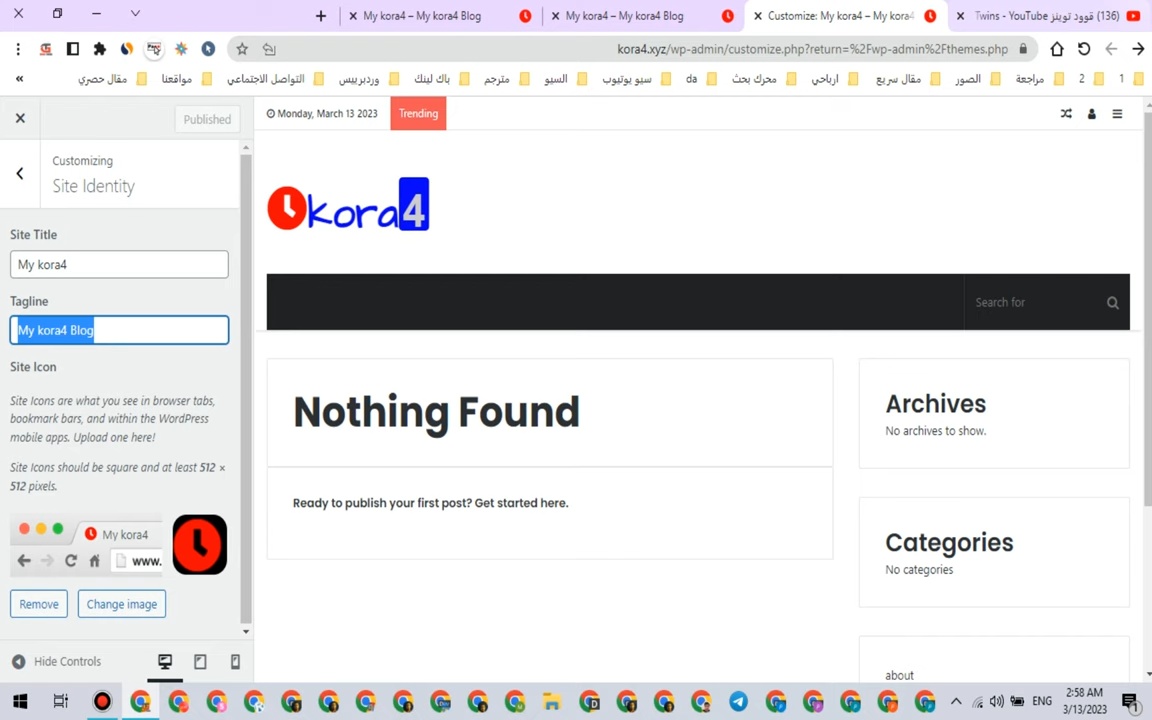 My kora4 – My kora4 Blog
My kora4 – My kora4 Blog
Customize: My kora4 – My kora4
(136) قوود توينز Twins - YouTube
kora4.xyz/wp-admin/customize.php?return=%2Fwp-admin%2Fthemes.php
« مقال حصري مواقعنا التواصل الاجتماعي وردبرييس باك لينك مترجم السيو سيو يوتيوب da محرك بحث ارباحي مقال سريع الصور مراجعة 2 1
Published
Monday, March 13 2023
Trending
Customizing
Site Identity
kora4
Site Title
My kora4
Tagline
My kora4 Blog
Search for
Site Icon
Site Icons are what you see in browser tabs,
bookmark bars, and within the WordPress
mobile apps. Upload one here!
Site Icons should be square and at least 512 ×
512 pixels.
My kora4
www.
Remove
Change image
Hide Controls
Nothing Found
Ready to publish your first post? Get started here.
Archives
No archives to show.
Categories
No categories
about
ENG
2:58 AM
3/13/2023
1